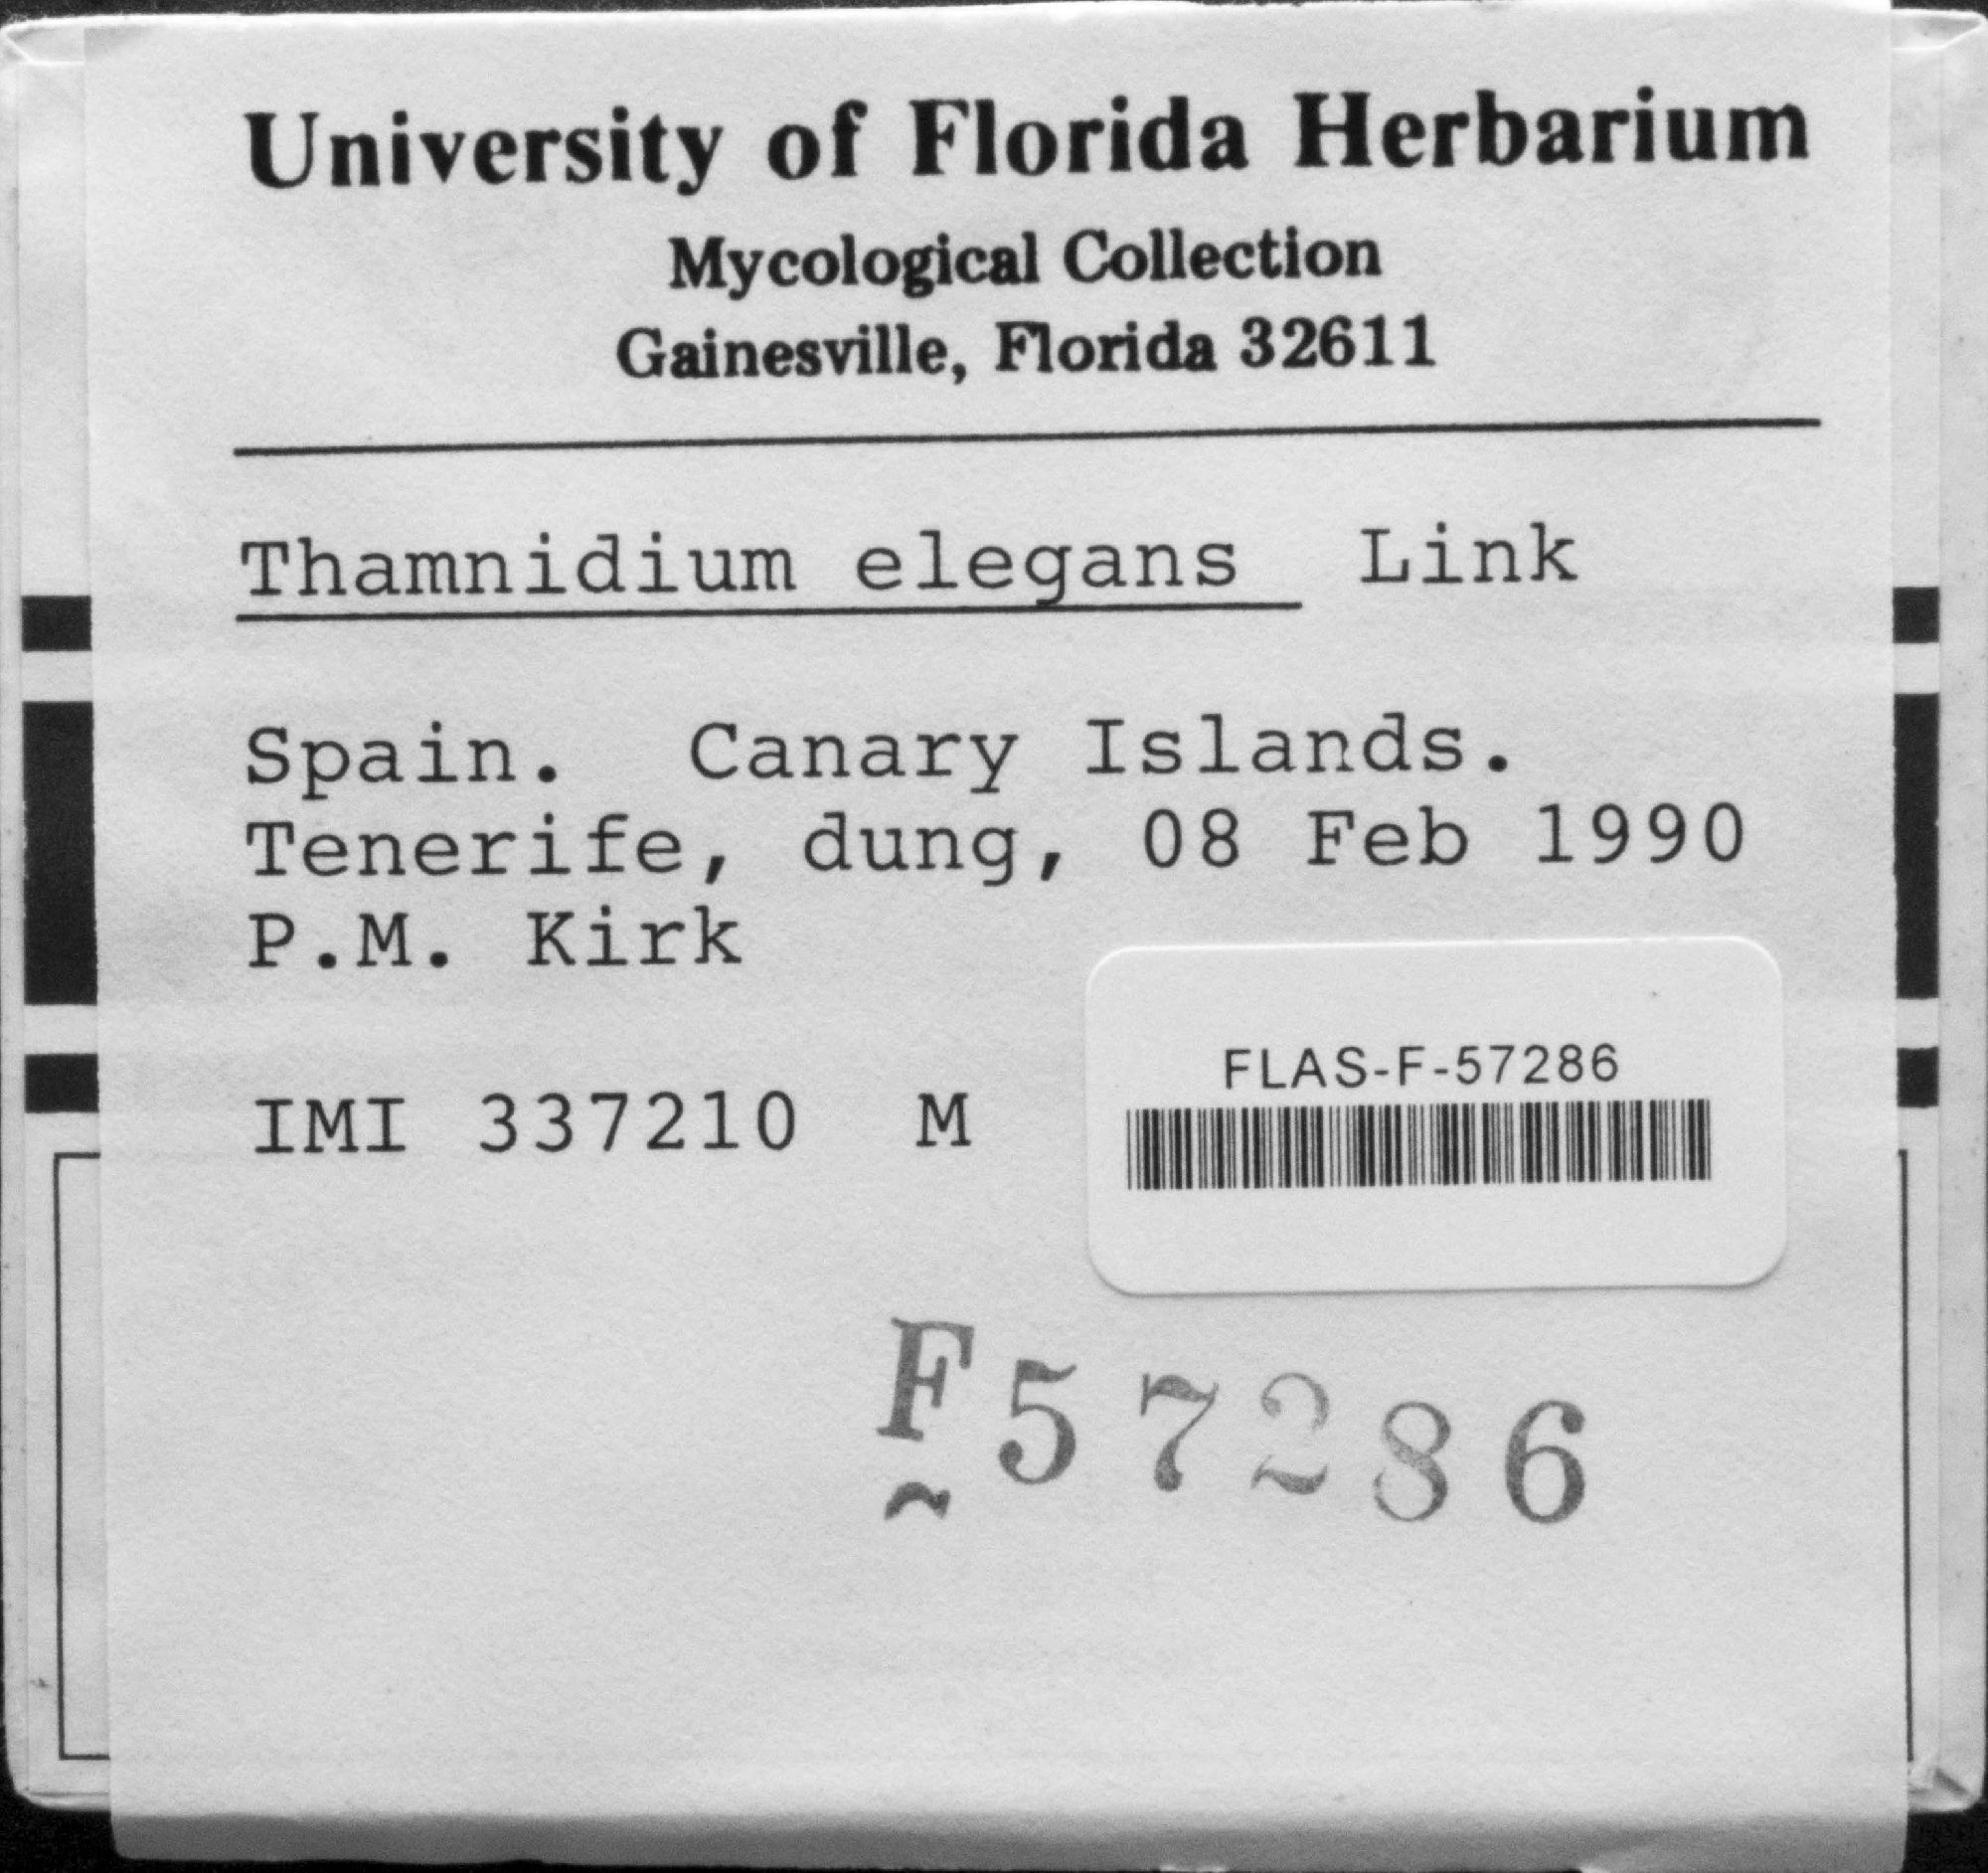 University of Florida Herbarium
Mycological Collection
Gainesville, Florida 32611
Thamnidium elegans Link
Spain. Canary Islands.
Tenerife, dung, 08 Feb 1990
P.M. Kirk
FLAS-F-57286
IMI 337210 M
F57286